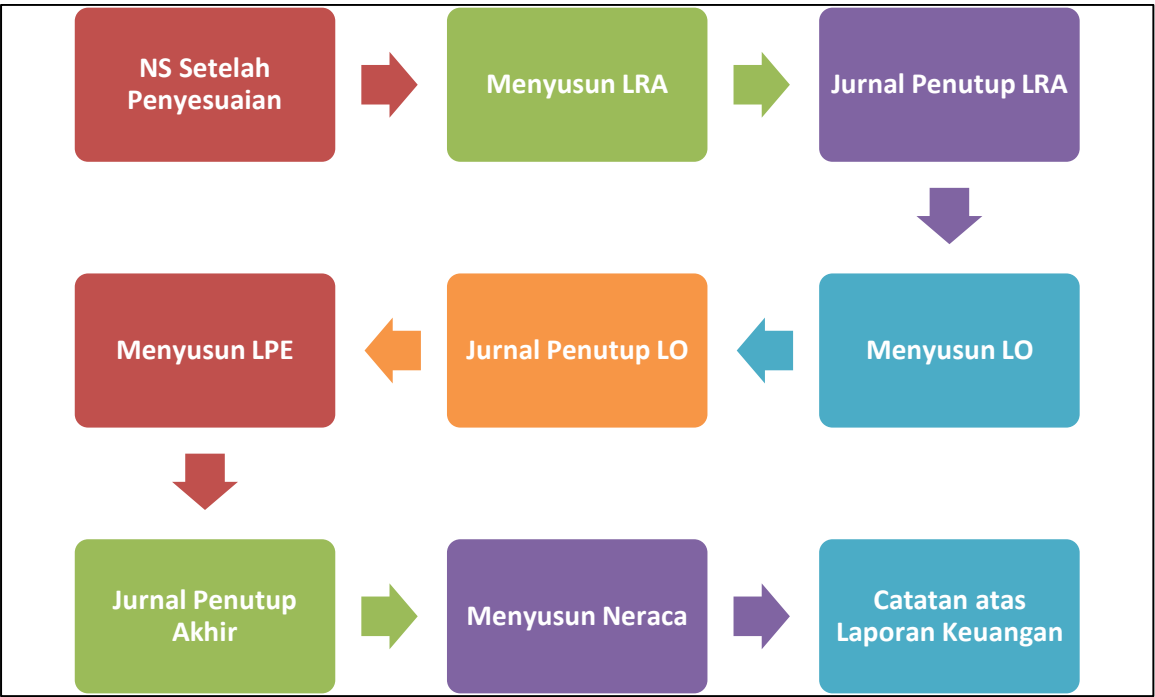 NS Setelah
Penyesuaian
Menyusun LRA
Jurnal Penutup LRA
Menyusun LO
Jurnal Penutup LO
Menyusun LPE
Jurnal Penutup
Akhir
Menyusun Neraca
Catatan atas
Laporan Keuangan